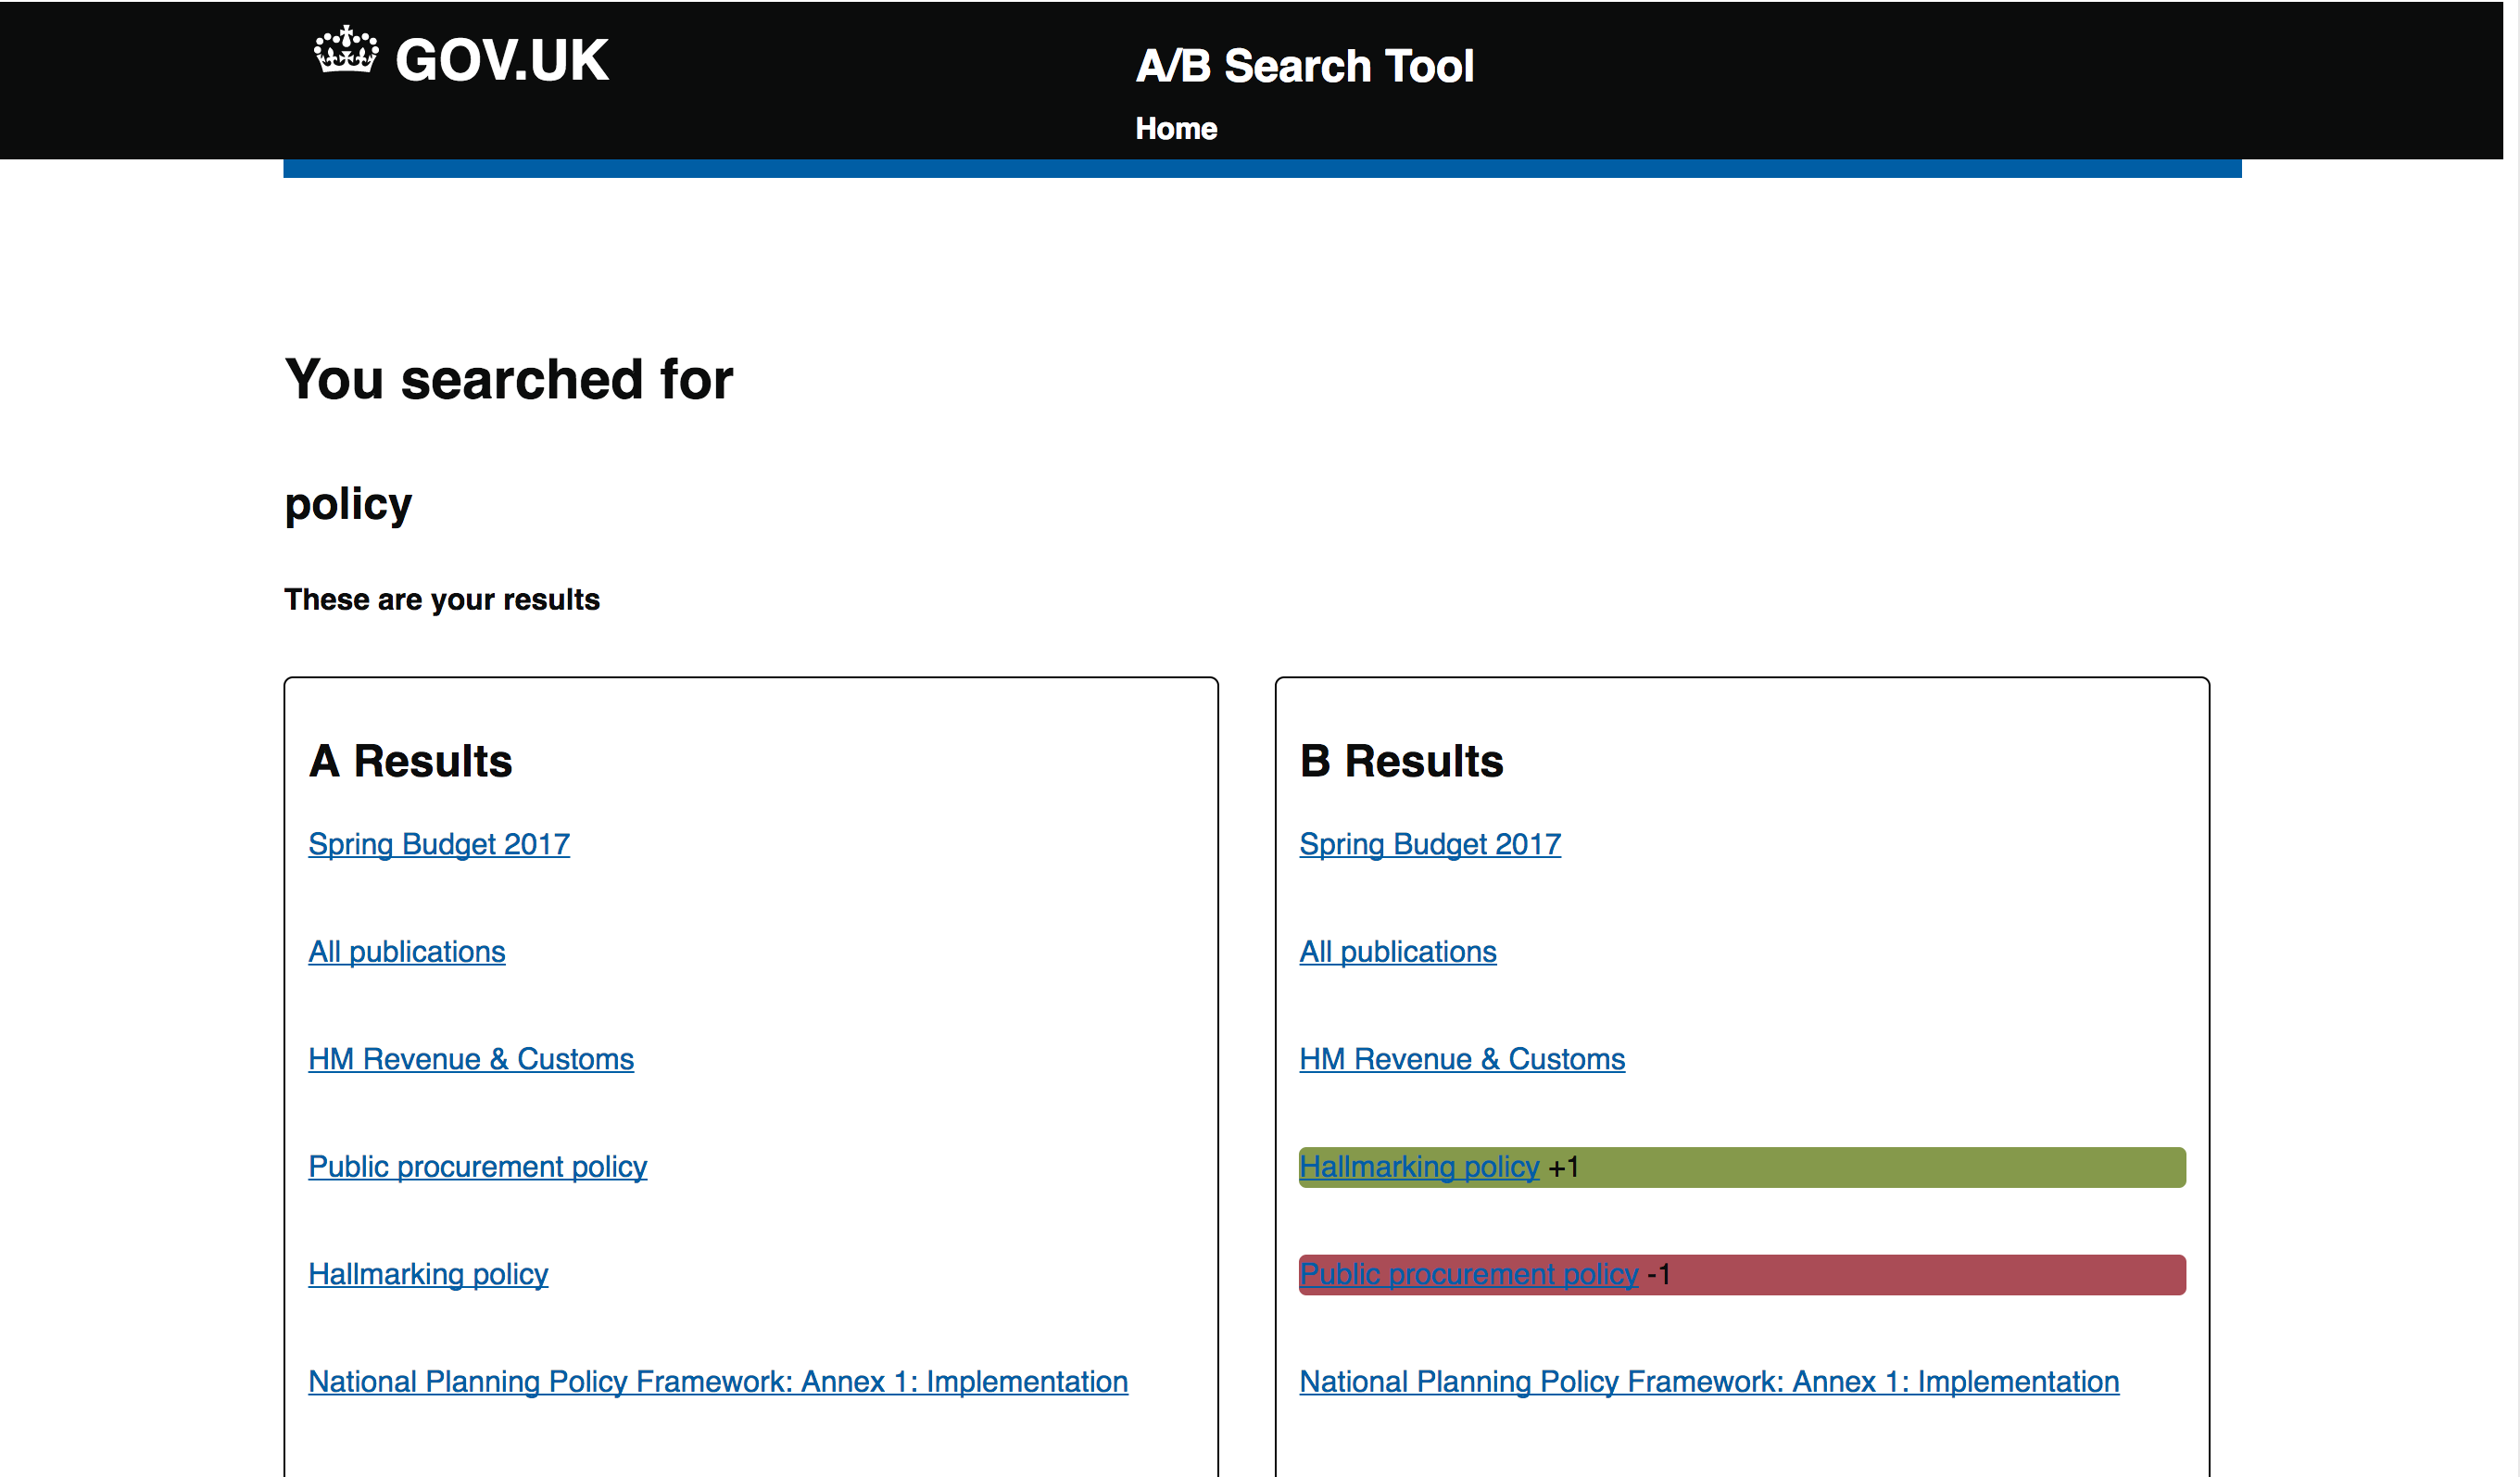 GOV.UK
A/B Search Tool
Home
You searched for
policy
These are your results
A Results
Spring Budget 2017
All publications
HM Revenue & Customs
Public procurement policy
Hallmarking policy
National Planning Policy Framework: Annex 1: Implementation
B Results
Spring Budget 2017
All publications
HM Revenue & Customs
Hallmarking policy +1
Public procurement policy -1
National Planning Policy Framework: Annex 1: Implementation